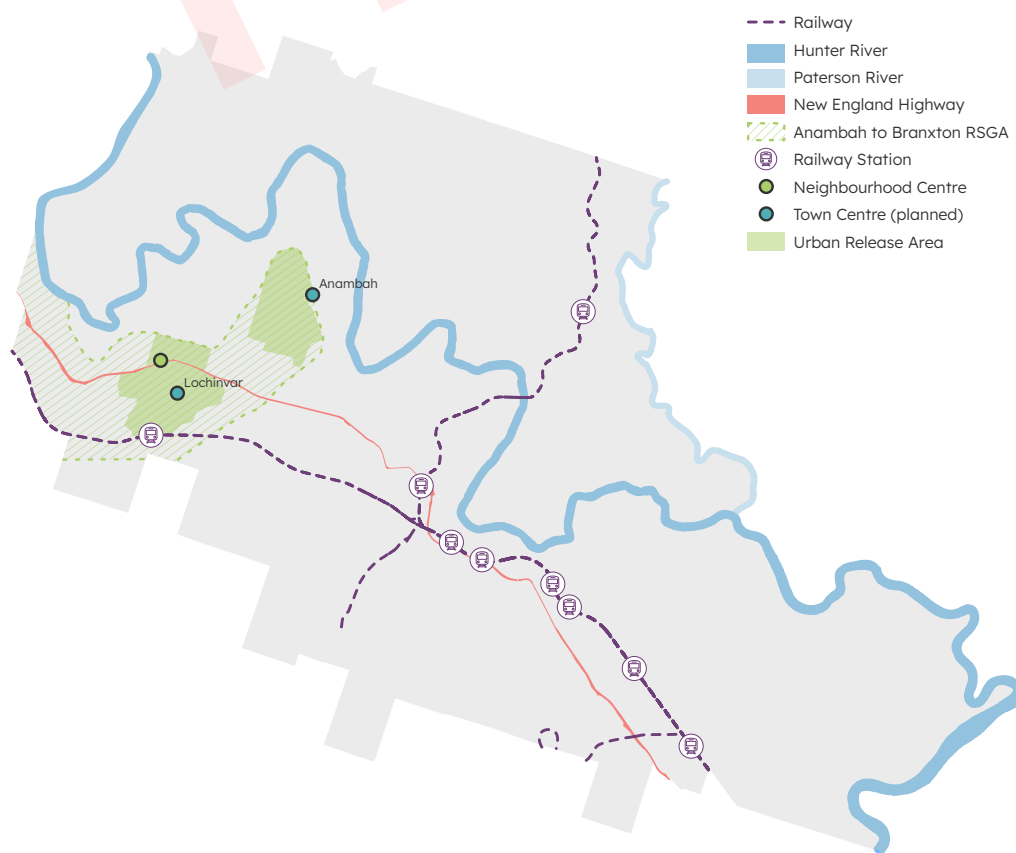 Railway
Hunter River
Paterson River
New England Highway
Anambah to Branxton RSGA
Railway Station
Neighbourhood Centre
Town Centre (planned)
Urban Release Area
Anambah
Lochinvar